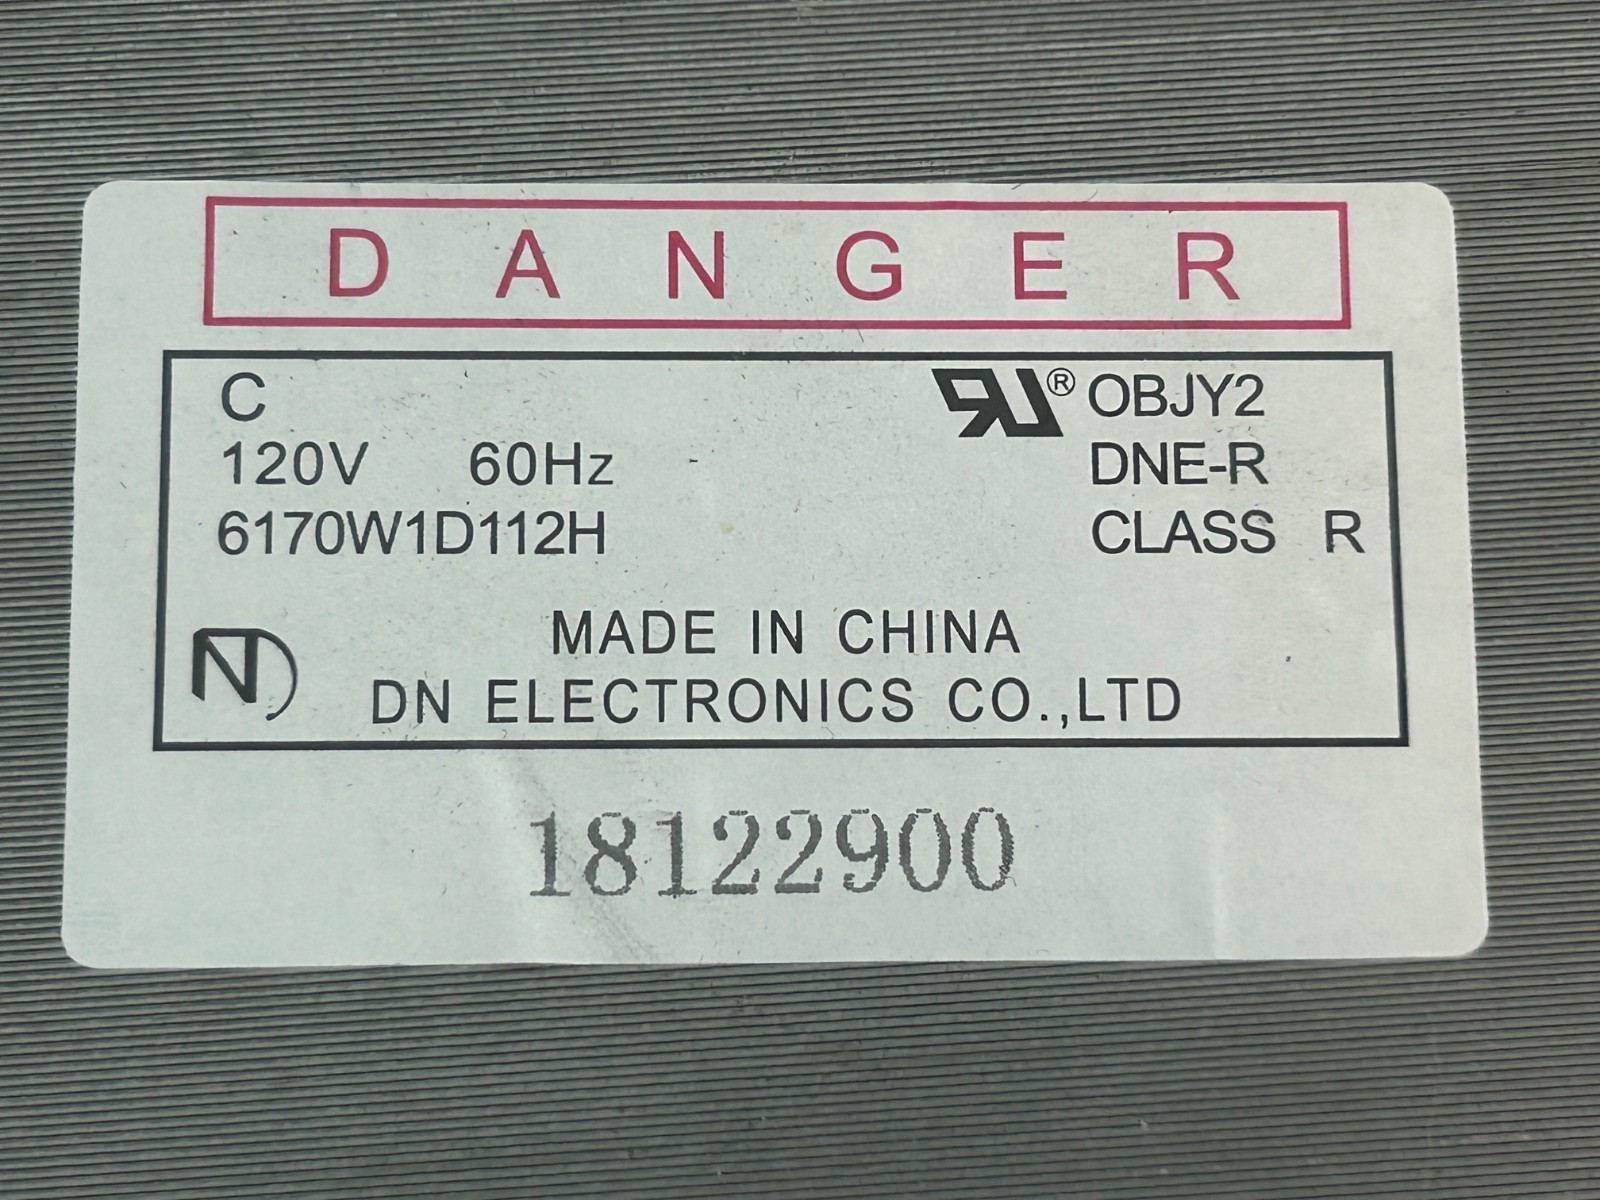 DANGER
C
120V 60Hz
6170W1D112H
® OBJY2
DNE-R
CLASS R
MADE IN CHINA
DN ELECTRONICS CO.,LTD
18122900